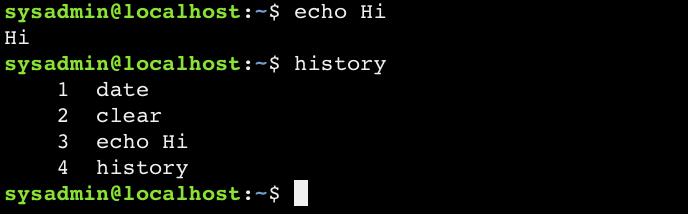 sysadmin@localhost:~$ echo Hi
Hi
sysadmin@localhost:~$ history
    1  date
    2  clear
    3  echo Hi
    4  history
sysadmin@localhost:~$